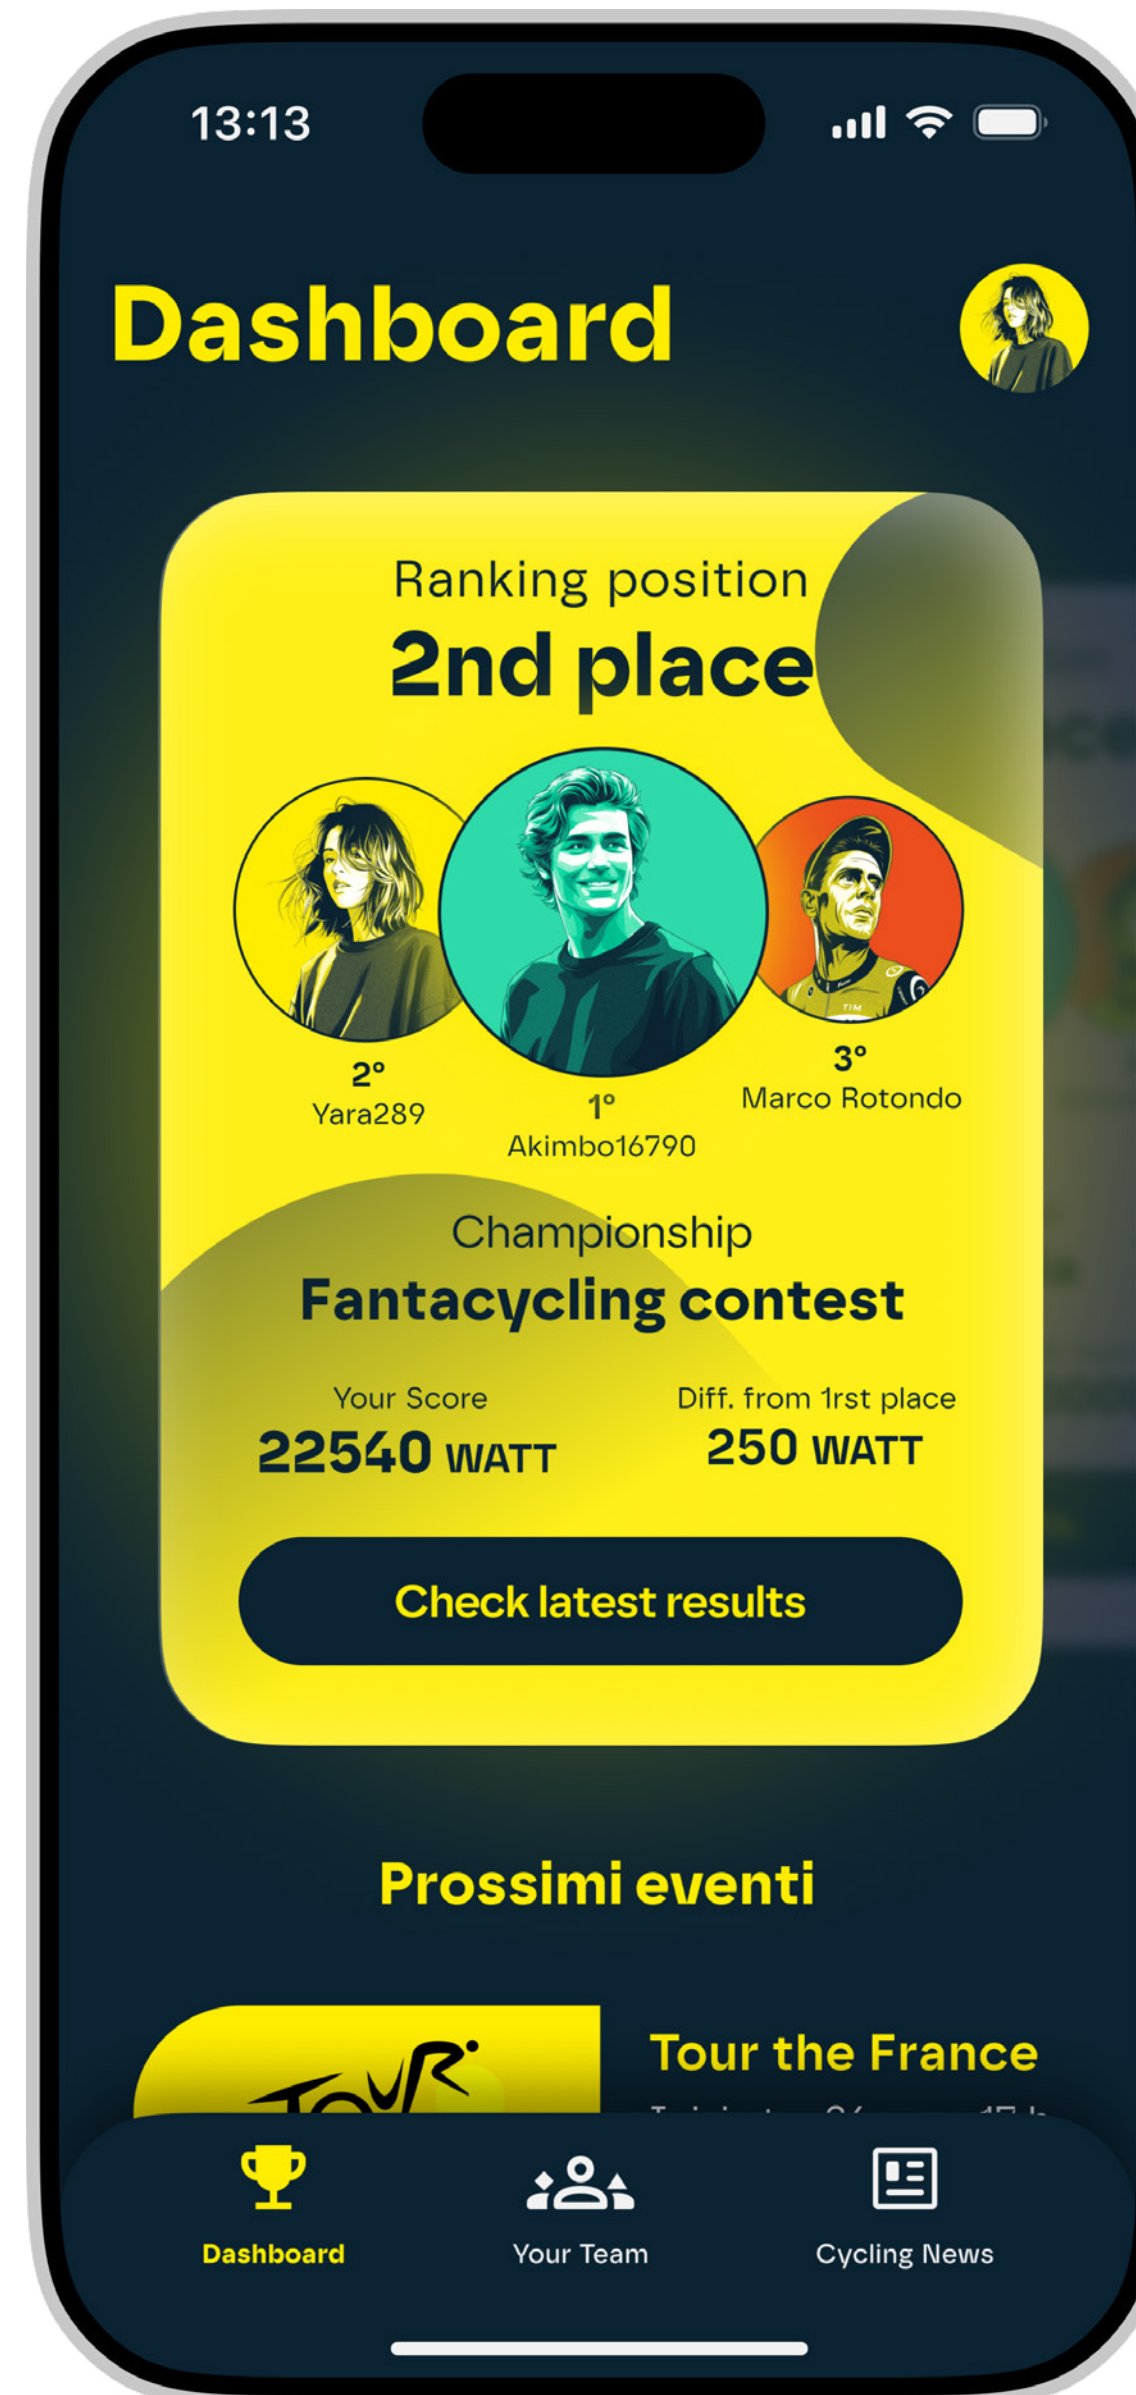 13:13
Dashboard
Ranking position
2nd place
2°
Yara289
1°
Akimbo16790
3°
Marco Rotondo
TIM
Championship
Fantacycling contest
Your Score
22540 WATT
Diff. from 1rst place
250 WATT
Check latest results
Prossimi eventi
TOUR
Tour the France
Dashboard
Your Team
Cycling News